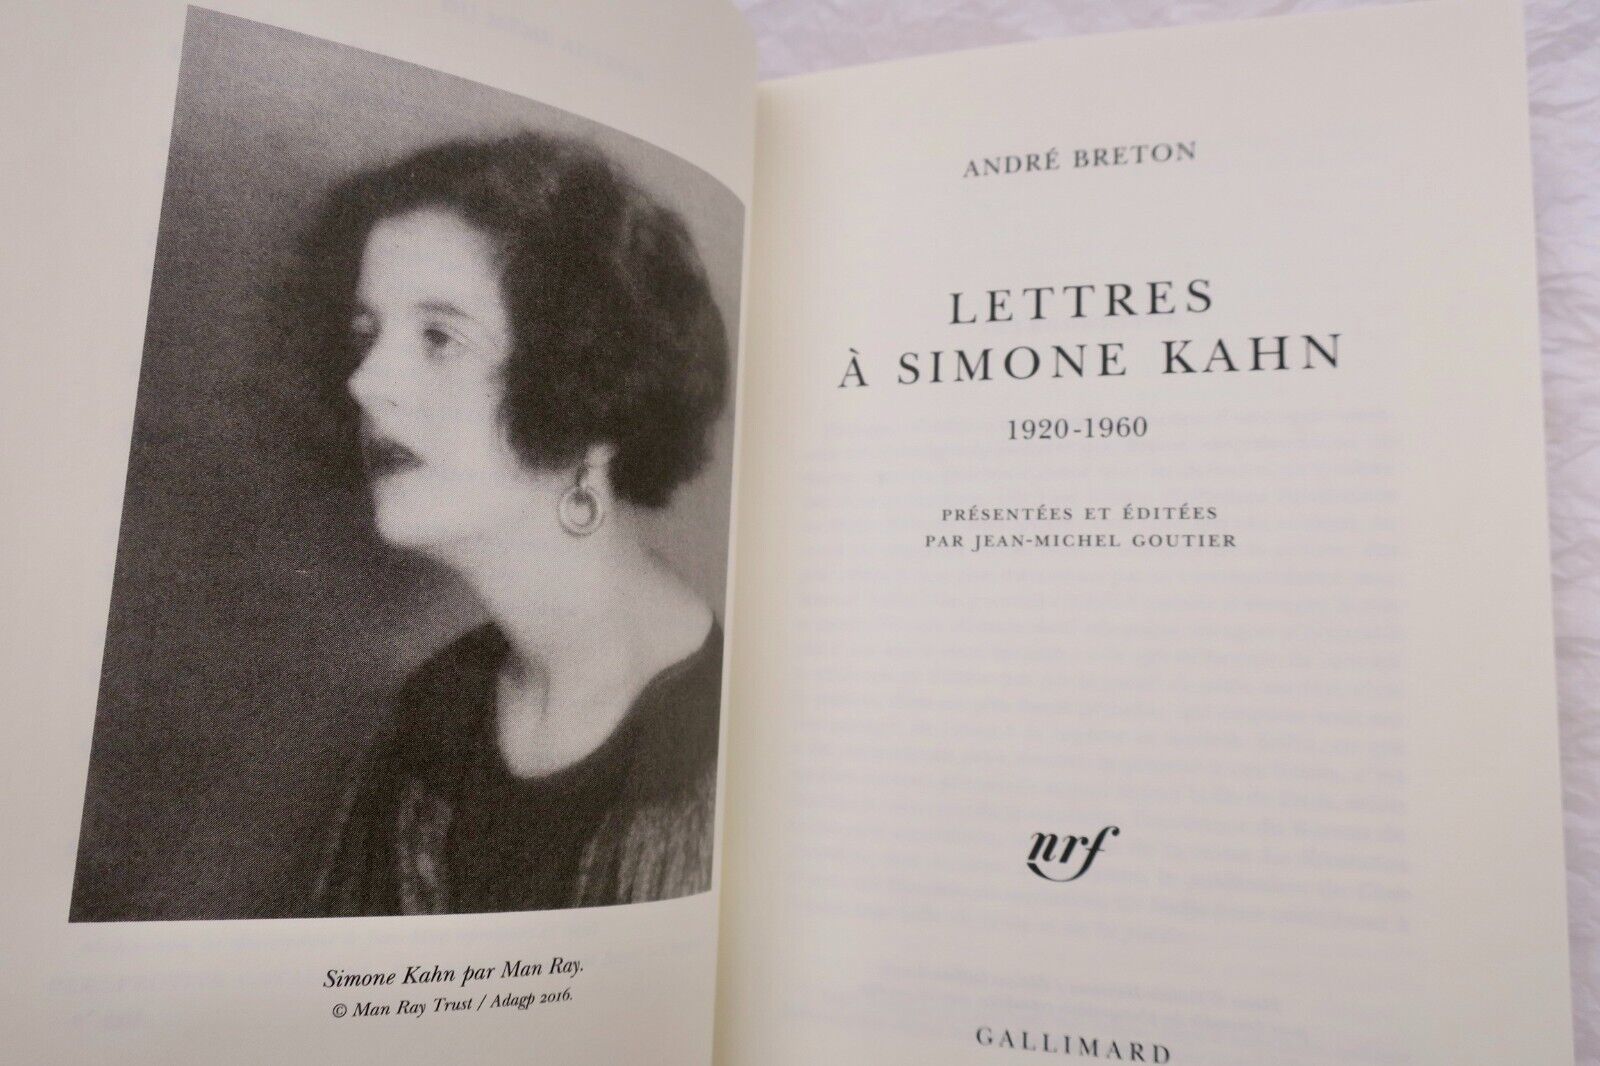 Simone Kahn par Man Ray.
© Man Ray Trust / Adagp 2016.
ANDRÉ BRETON
LETTRES
À SIMONE KAHN
1920-1960
PRÉSENTÉES ET ÉDITÉES
PAR JEAN-MICHEL GOUTIER
nrf
GALLIMARD